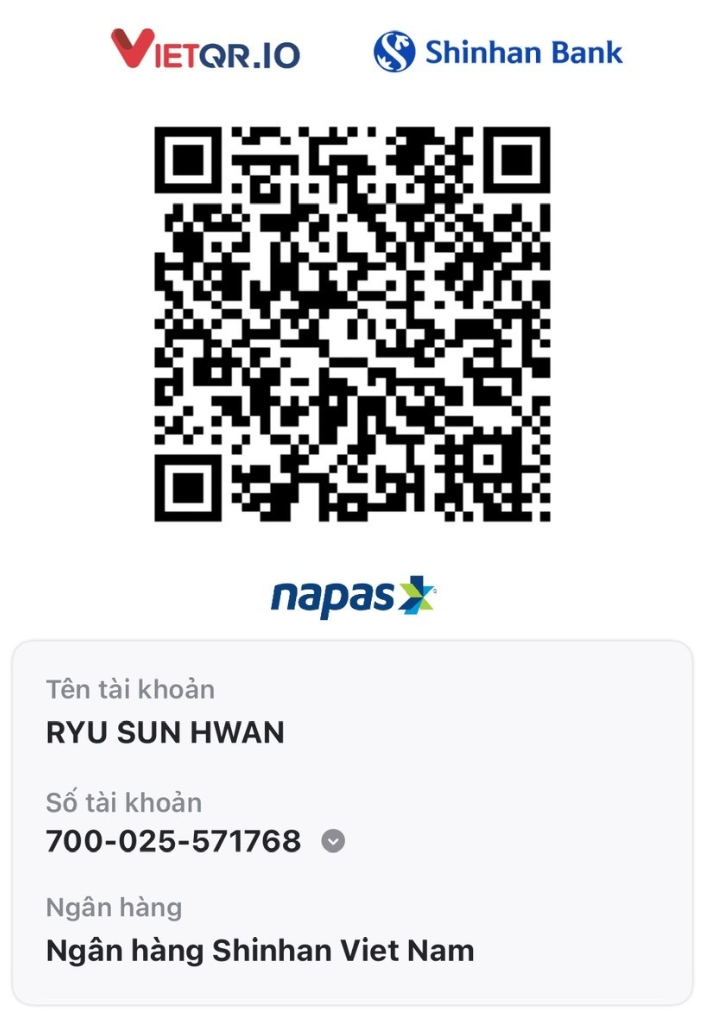 VIETQR.IO
Shinhan Bank
napas
Tên tài khoản
RYU SUN HWAN
Số tài khoản
700-025-571768
Ngân hàng
Ngân hàng Shinhan Viet Nam